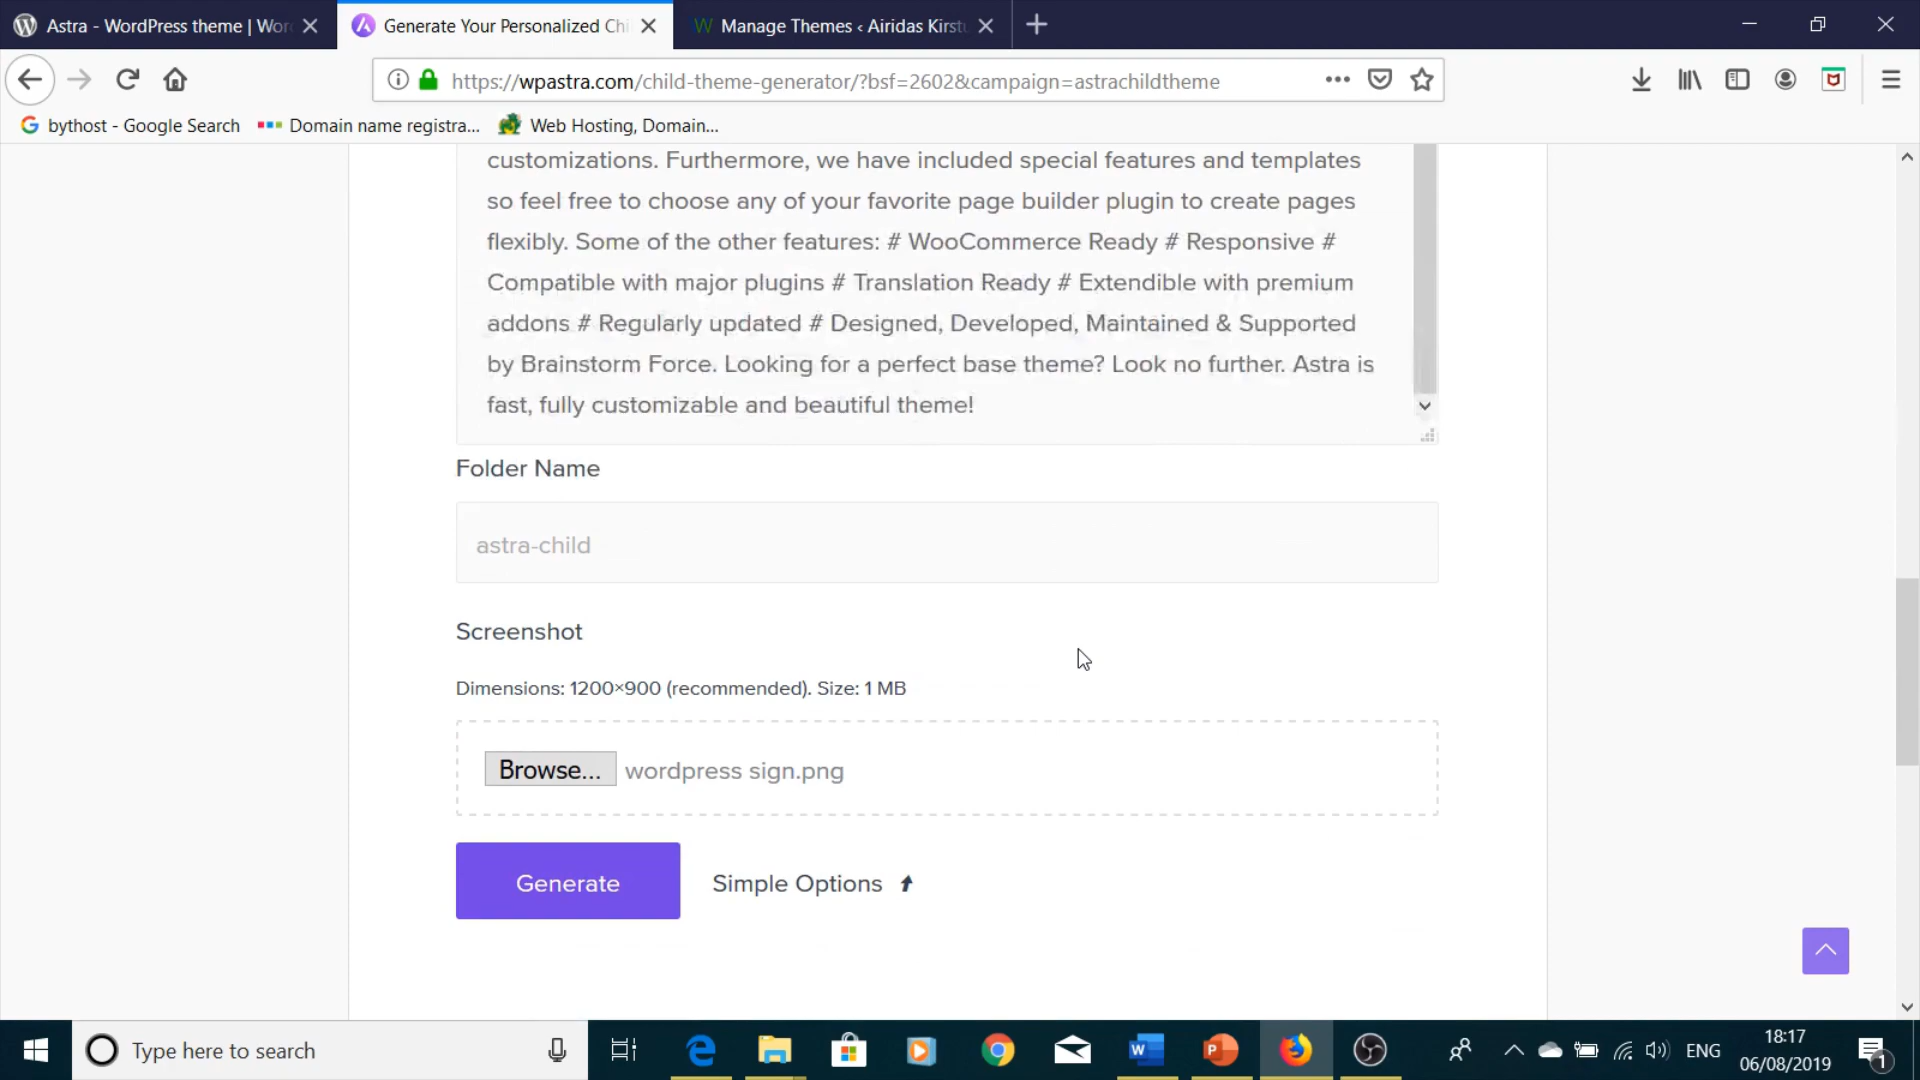 Astra - WordPress theme | Wor
Generate Your Personalized Chi
Manage Themes ‹ Airidas Kirstu
https://wpastra.com/child-theme-generator/?bsf=2602&campaign=astrachildtheme
bythost - Google Search
Domain name registra...
Web Hosting, Domain...
customizations. Furthermore, we have included special features and templates
so feel free to choose any of your favorite page builder plugin to create pages
flexibly. Some of the other features: # WooCommerce Ready # Responsive #
Compatible with major plugins # Translation Ready # Extendible with premium
addons # Regularly updated # Designed, Developed, Maintained & Supported
by Brainstorm Force. Looking for a perfect base theme? Look no further. Astra is
fast, fully customizable and beautiful theme!
Folder Name
astra-child
Screenshot
Dimensions: 1200×900 (recommended). Size: 1 MB
Browse... wordpress sign.png
Generate
Simple Options
Type here to search
ENG
18:17
06/08/2019
1